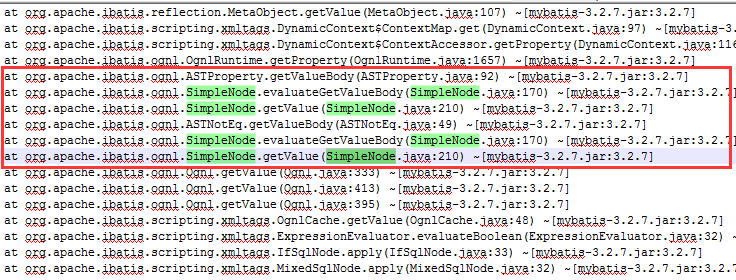 at org.apache.ibatis.reflection.MetaObject.getValue(MetaObject.java:107) ~[mybatis-3.2.7.jar:3.2.7]
at org.apache.ibatis.scripting.xmltags.DynamicContext$ContextMap.get(DynamicContext.java:97) ~[mybatis-3.2.7
at org.apache.ibatis.scripting.xmltags.DynamicContext$ContextAccessor.getProperty(DynamicContext.java:116
at org.apache.ibatis.ognl.OgnlRuntime.getProperty(OgnlRuntime.java:1657) ~[mybatis-3.2.7.jar:3.2.7]
at org.apache.ibatis.ognl.ASTProperty.getValueBody(ASTProperty.java:92) ~[mybatis-3.2.7.jar:3.2.7]
at org.apache.ibatis.ognl.SimpleNode.evaluateGetValueBody(SimpleNode.java:170) ~[mybatis-3.2.7.jar:3.2.7]
at org.apache.ibatis.ognl.SimpleNode.getValue(SimpleNode.java:210) ~[mybatis-3.2.7.jar:3.2.7]
at org.apache.ibatis.ognl.ASTNotEq.getValueBody(ASTNotEq.java:49) ~[mybatis-3.2.7.jar:3.2.7]
at org.apache.ibatis.ognl.SimpleNode.evaluateGetValueBody(SimpleNode.java:170) ~[mybatis-3.2.7.jar:3.2.7]
at org.apache.ibatis.ognl.SimpleNode.getValue(SimpleNode.java:210) ~[mybatis-3.2.7.jar:3.2.7]
at org.apache.ibatis.ognl.Ognl.getValue(Ognl.java:333) ~[mybatis-3.2.7.jar:3.2.7]
at org.apache.ibatis.ognl.Ognl.getValue(Ognl.java:413) ~[mybatis-3.2.7.jar:3.2.7]
at org.apache.ibatis.ognl.Ognl.getValue(Ognl.java:395) ~[mybatis-3.2.7.jar:3.2.7]
at org.apache.ibatis.scripting.xmltags.OgnlCache.getValue(OgnlCache.java:48) ~[mybatis-3.2.7.jar:3.2.7]
at org.apache.ibatis.scripting.xmltags.ExpressionEvaluator.evaluateBoolean(ExpressionEvaluator.java:32) ~
at org.apache.ibatis.scripting.xmltags.IfSqlNode.apply(IfSqlNode.java:33) ~[mybatis-3.2.7.jar:3.2.7]
at org.apache.ibatis.scripting.xmltags.MixedSqlNode.apply(MixedSqlNode.java:32) ~[mybatis-3.2.7.jar:3.2.7]